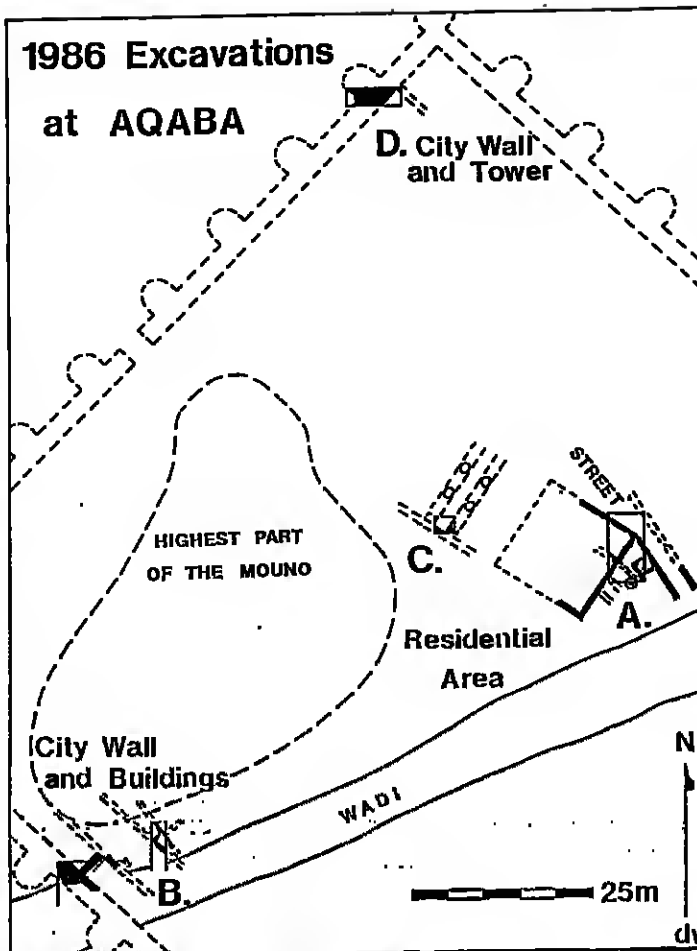 1986 Excavations
at AQABA
D. City Wall
and Tower
STREET
HIGHEST PART
OF THE MOUNO
C.
A.
Residential
Area
City Wall
and Buildings
WADI
B.
N
25m